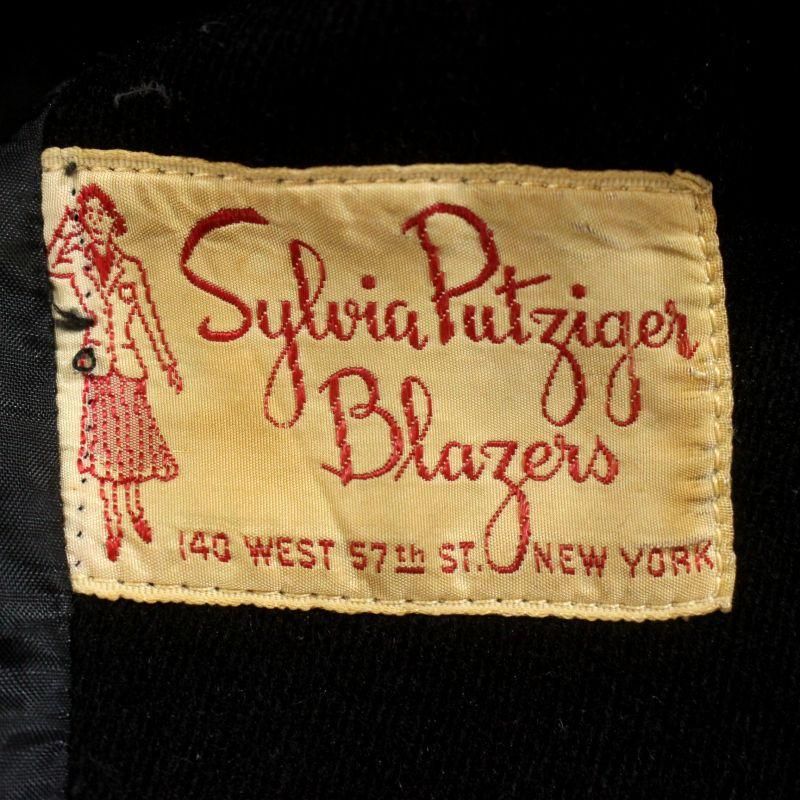 Sylvia Putziger
Blazers
140 WEST 57th ST. NEW YORK